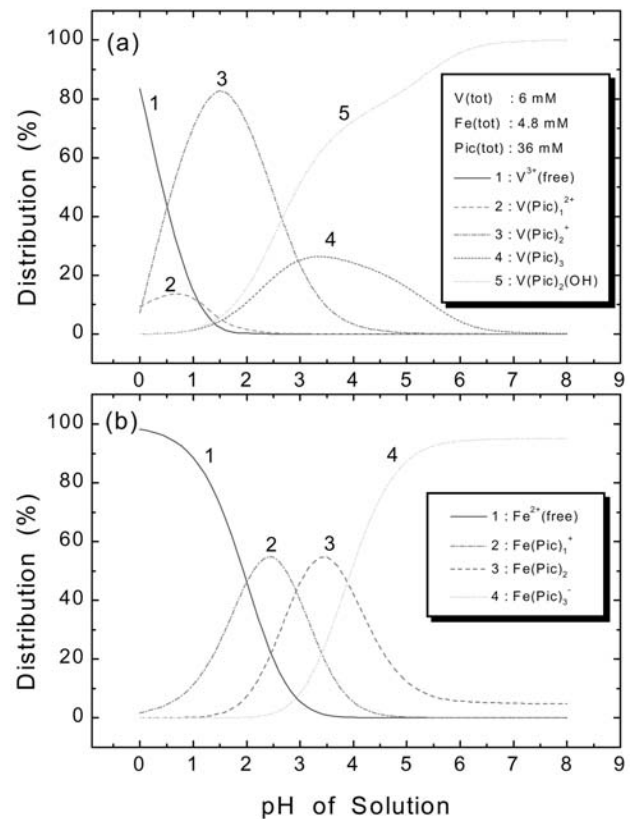 (a)
100
80
60
40
20
0
Distribution (%)
1
2
3
4
5
V(tot) : 6 mM
Fe(tot) : 4.8 mM
Pic(tot) : 36 mM
1 : V³⁺(free)
2 : V(Pic)₁²⁺
3 : V(Pic)₂⁺
4 : V(Pic)₃
5 : V(Pic)₂(OH)
0 1 2 3 4 5 6 7 8 9
(b)
100
80
60
40
20
0
Distribution (%)
1
2
3
4
1 : Fe²⁺(free)
2 : Fe(Pic)₁⁺
3 : Fe(Pic)₂
4 : Fe(Pic)₃⁻
0 1 2 3 4 5 6 7 8 9
pH of Solution